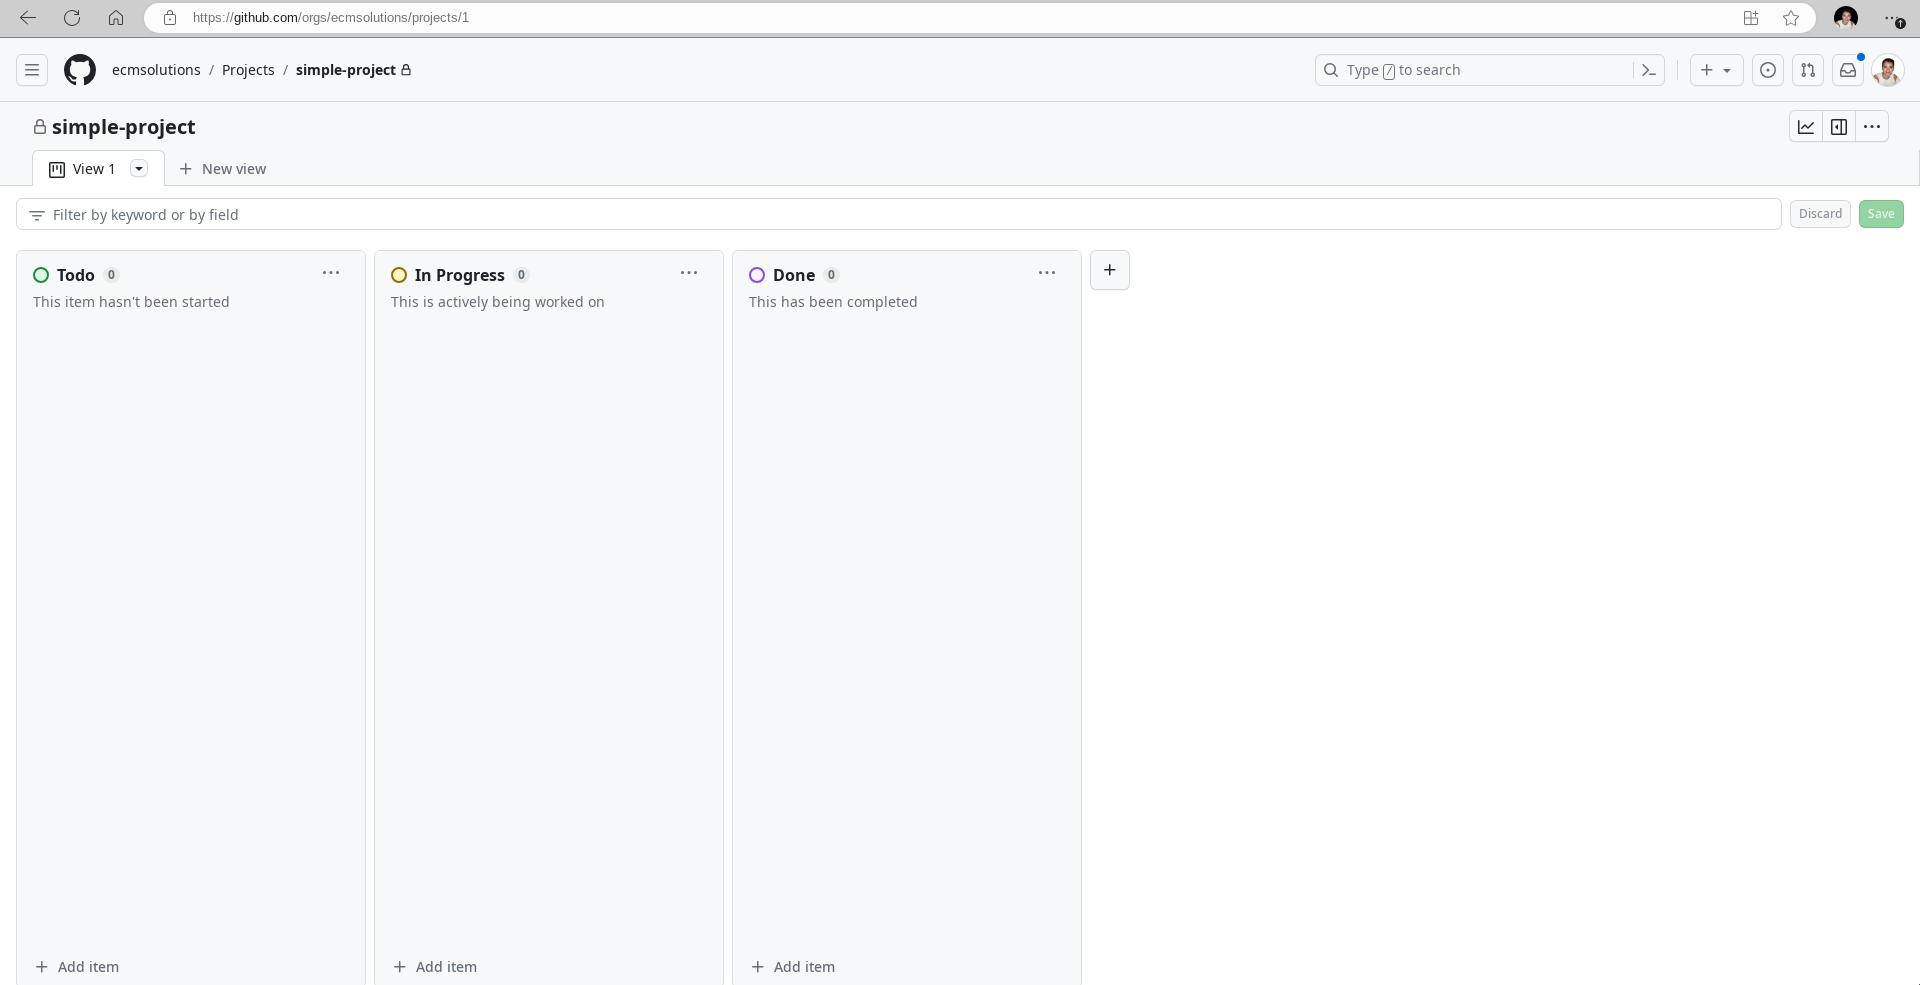 https://github.com/orgs/ecmsolutions/projects/1
ecmsolutions / Projects / simple-project
Type / to search
simple-project
View 1
New view
Filter by keyword or by field
Discard
Save
Todo 0
This item hasn't been started
In Progress 0
This is actively being worked on
Done 0
This has been completed
Add item
Add item
Add item